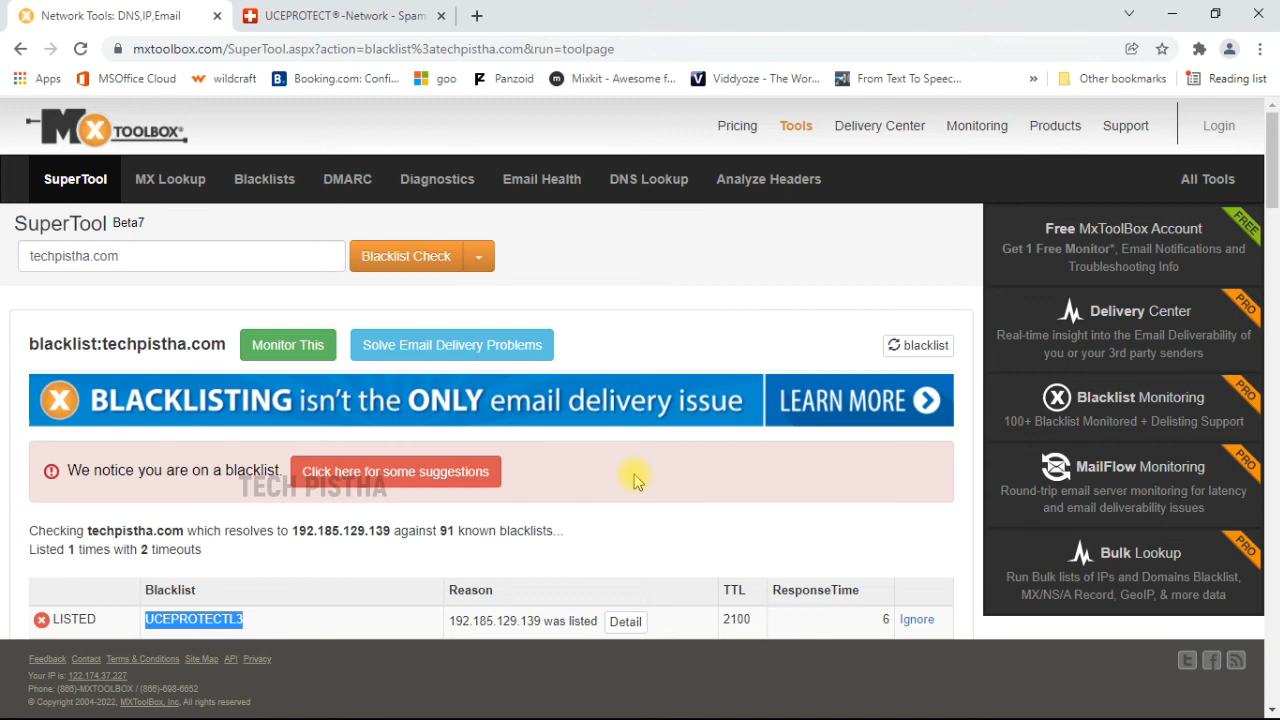 Network Tools: DNS,IP,Email
UCEPROTECT®-Network - Spam
mxtoolbox.com/SuperTool.aspx?action=blacklist%3atechpistha.com&run=toolpage
Apps MSOffice Cloud wildcraft Booking.com: Confi... gov Panzoid Mixkit - Awesome f... Viddyoze - The Wor... From Text To Speec... » Other bookmarks Reading list
MX TOOLBOX®
Pricing Tools Delivery Center Monitoring Products Support Login
SuperTool MX Lookup Blacklists DMARC Diagnostics Email Health DNS Lookup Analyze Headers All Tools
SuperTool Beta7
techpistha.com Blacklist Check
blacklist:techpistha.com Monitor This Solve Email Delivery Problems blacklist
BLACKLISTING isn't the ONLY email delivery issue LEARN MORE
We notice you are on a blacklist. Click here for some suggestions
TECH PISTHA
Checking techpistha.com which resolves to 192.185.129.139 against 91 known blacklists...
Listed 1 times with 2 timeouts
Blacklist Reason TTL ResponseTime
LISTED UCEPROTECTL3 192.185.129.139 was listed Detail 2100 6 Ignore
FREE
Free MxToolBox Account
Get 1 Free Monitor*, Email Notifications and
Troubleshooting Info
PRO
Delivery Center
Real-time insight into the Email Deliverability of
you or your 3rd party senders
PRO
Blacklist Monitoring
100+ Blacklist Monitored + Delisting Support
PRO
MailFlow Monitoring
Round-trip email server monitoring for latency
and email deliverability issues
PRO
Bulk Lookup
Run Bulk lists of IPs and Domains Blacklist,
MX/NS/A Record, GeoIP, & more data
Feedback Contact Terms & Conditions Site Map API Privacy
Your IP is: 122.174.37.227
Phone: (866)-MXTOOLBOX / (866)-698-6652
© Copyright 2004-2022, MXToolBox, Inc, All rights reserved